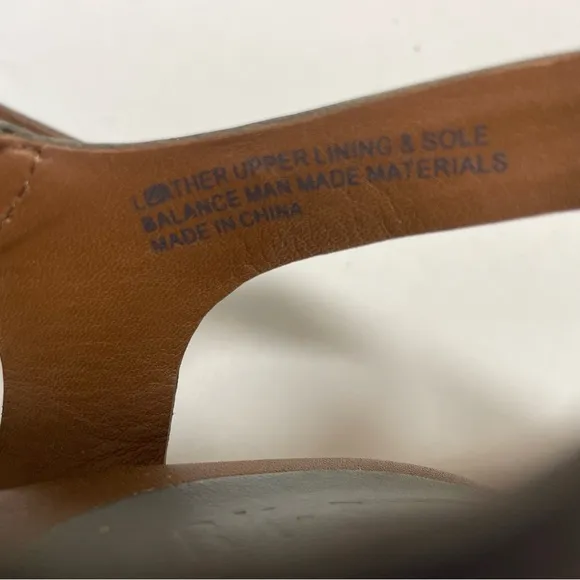 LEATHER UPPER LINING & SOLE
BALANCE MAN MADE MATERIALS
MADE IN CHINA